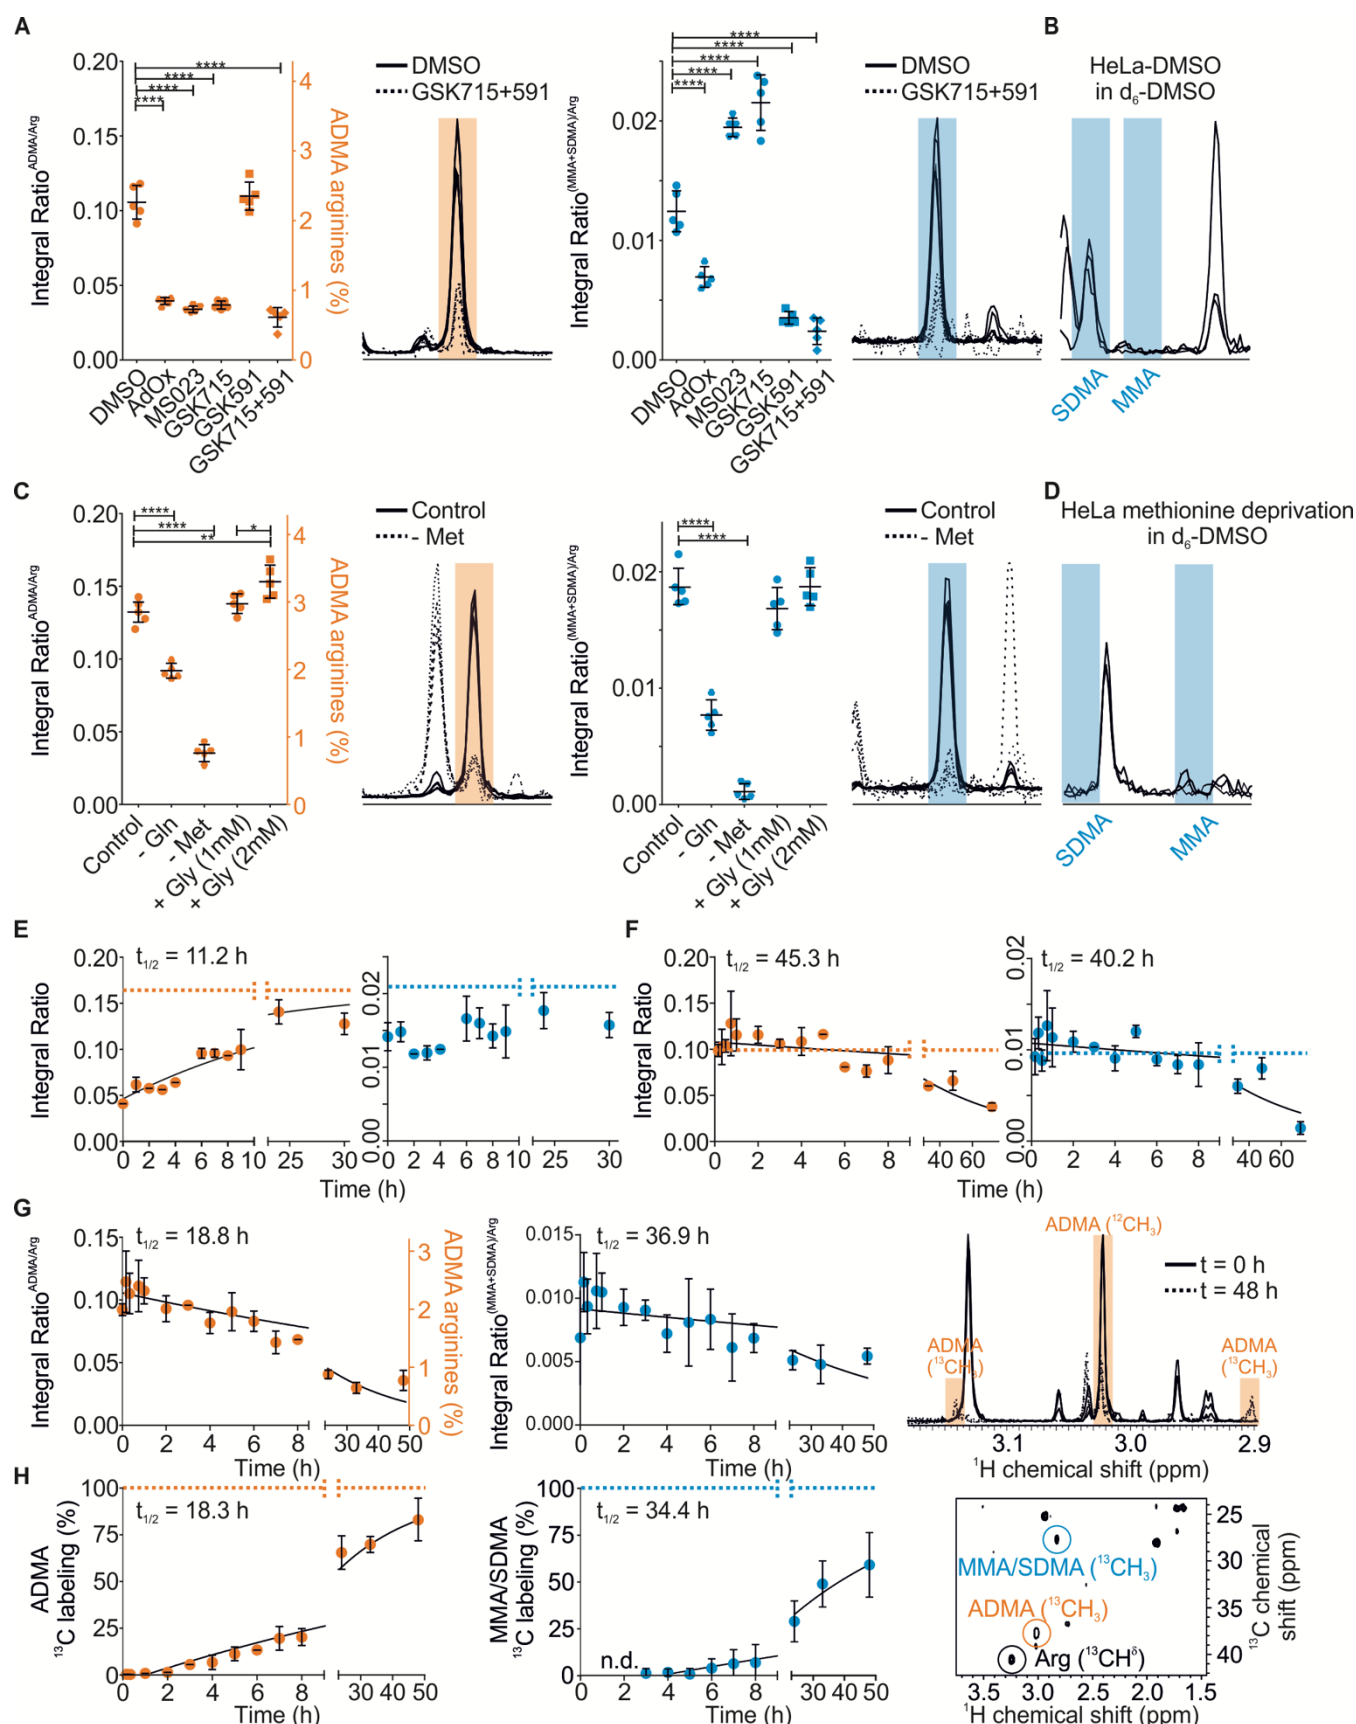 A
Integral Ratio^ADMA/Arg
0.20
0.15
0.10
0.05
0.00
****
****
****
****
4
3
2
1
0
ADMA arginines (%)
DMSO
AdOx
MS023
GSK715
GSK591
GSK715+591
DMSO
GSK715+591
Integral Ratio^(MMA+SDMA)/Arg
0.02
0.01
0.00
****
****
****
****
****
DMSO
AdOx
MS023
GSK715
GSK591
GSK715+591
DMSO
GSK715+591
B
HeLa-DMSO
in d₆-DMSO
SDMA
MMA
C
Integral Ratio^ADMA/Arg
0.20
0.15
0.10
0.05
0.00
****
****
**
*
4
3
2
1
0
ADMA arginines (%)
Control
- Gln
- Met
+ Gly (1mM)
+ Gly (2mM)
Control
- Met
Integral Ratio^(MMA+SDMA)/Arg
0.02
0.01
0.00
****
****
Control
- Gln
- Met
+ Gly (1mM)
+ Gly (2mM)
Control
- Met
D
HeLa methionine deprivation
in d₆-DMSO
SDMA
MMA
E
Integral Ratio
0.20
0.15
0.10
0.05
0.00
t₁/₂ = 11.2 h
0 2 4 6 8 10 25 30
0.02
0.01
0.00
0 2 4 6 8 10 25 30
Time (h)
F
Integral Ratio
0.20
0.15
0.10
0.05
0.00
t₁/₂ = 45.3 h
0 2 4 6 8 40 60
0.02
0.01
0.00
t₁/₂ = 40.2 h
0 2 4 6 8 40 60
Time (h)
G
Integral Ratio^ADMA/Arg
0.15
0.10
0.05
0.00
t₁/₂ = 18.8 h
3
2
1
0
ADMA arginines (%)
0 2 4 6 8 30 40 50
Time (h)
Integral Ratio^(MMA+SDMA)/Arg
0.015
0.010
0.005
0.000
t₁/₂ = 36.9 h
0 2 4 6 8 30 40 50
Time (h)
ADMA (¹²CH₃)
t = 0 h
t = 48 h
ADMA
(¹³CH₃)
ADMA
(¹³CH₃)
3.1 3.0 2.9
¹H chemical shift (ppm)
H
ADMA
¹³C labeling (%)
100
75
50
25
0
t₁/₂ = 18.3 h
0 2 4 6 8 30 40 50
Time (h)
MMA/SDMA
¹³C labeling (%)
100
75
50
25
0
t₁/₂ = 34.4 h
n.d.
0 2 4 6 8 30 40 50
Time (h)
MMA/SDMA (¹³CH₃)
ADMA (¹³CH₃)
Arg (¹³CHᵟ)
25
30
35
40
¹³C chemical
shift (ppm)
3.5 3.0 2.5 2.0 1.5
¹H chemical shift (ppm)